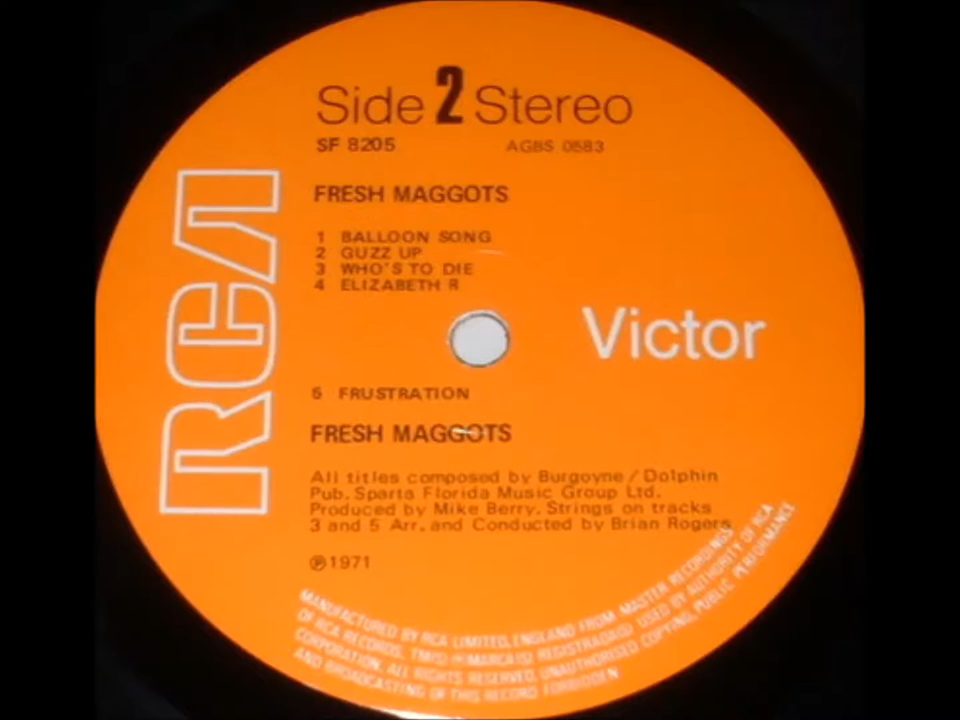 Side 2 Stereo
SF 8205 AGBS 0583
FRESH MAGGOTS
1 BALLOON SONG
2 GUZZ UP
3 WHO'S TO DIE
4 ELIZABETH R
RCA
Victor
5 FRUSTRATION
FRESH MAGGOTS
All titles composed by Burgoyne / Dolphin
Pub. Sparta Florida Music Group Ltd.
Produced by Mike Berry. Strings on tracks
3 and 5 Arr. and Conducted by Brian Rogers
℗ 1971
MANUFACTURED BY RCA LIMITED, ENGLAND FROM MASTER RECORDINGS
OF RCA RECORDS. TM(S) ® MARCA(S) REGISTRADA(S) USED BY AUTHORITY OF RCA
CORPORATION. ALL RIGHTS RESERVED. UNAUTHORISED COPYING, PUBLIC PERFORMANCE
AND BROADCASTING OF THIS RECORD FORBIDDEN